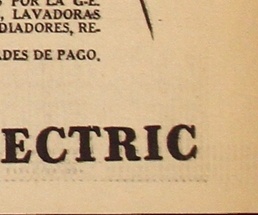 POR LA G-E.
, LAVADORAS
DIADORES, RE-
ADES DE PAGO.
ECTRIC